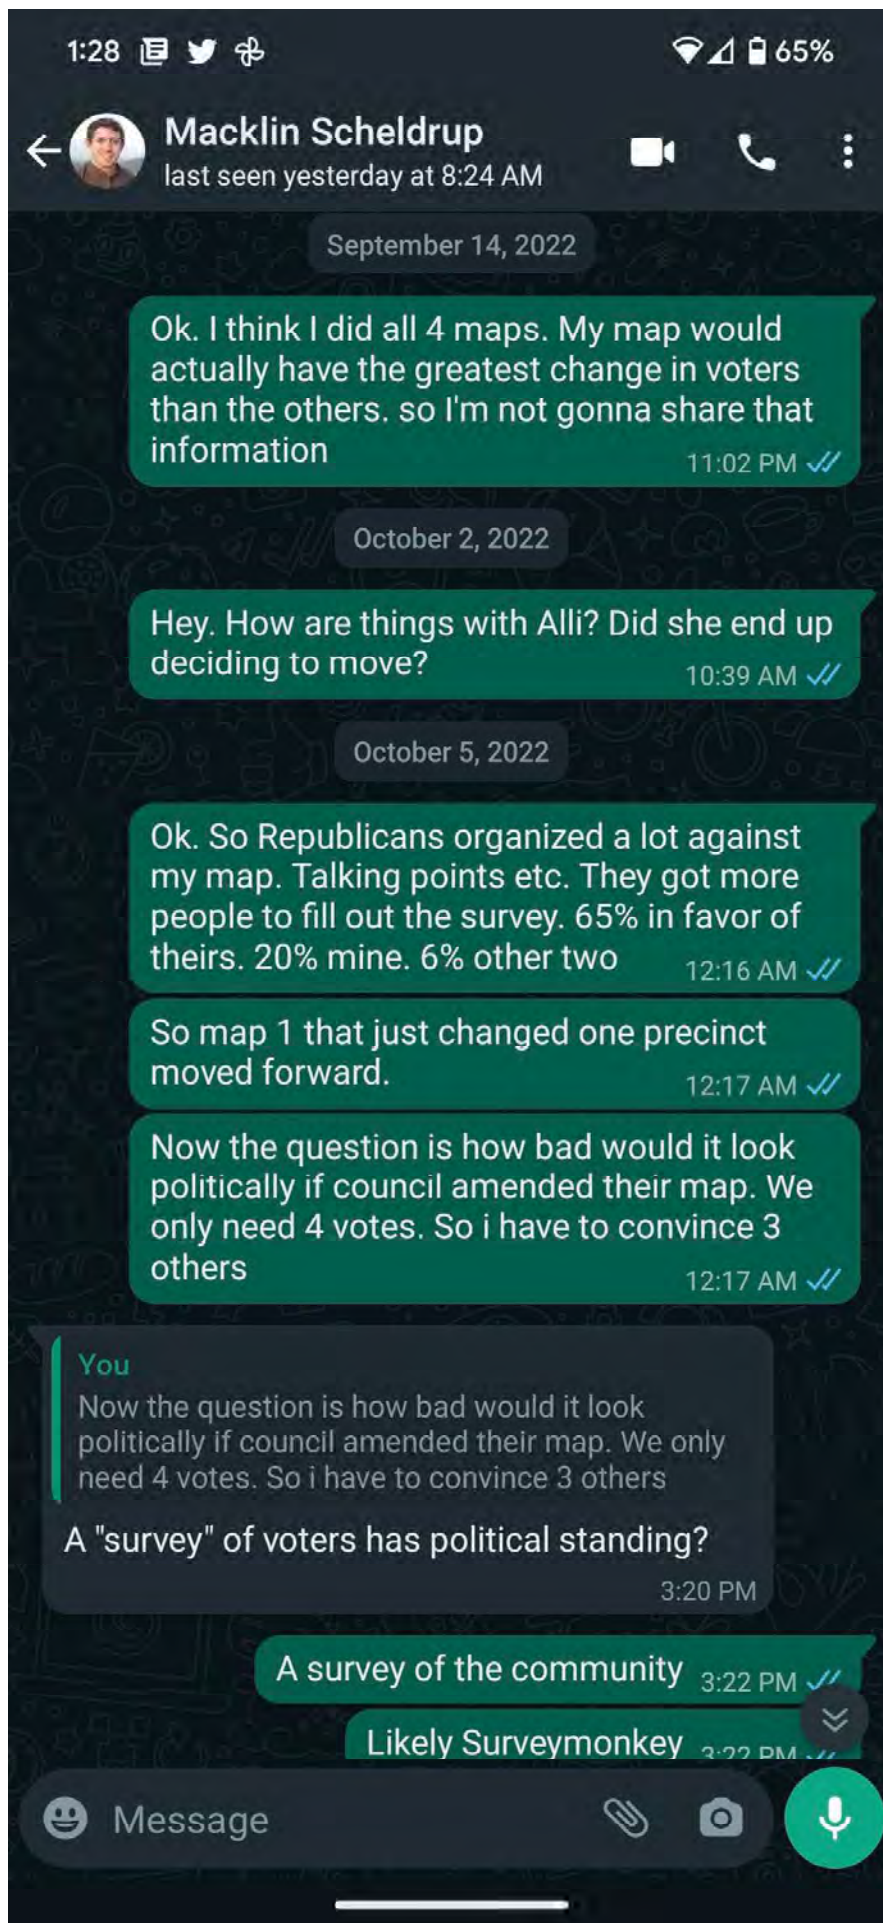 1:28 65%
Macklin Scheldrup
last seen yesterday at 8:24 AM
September 14, 2022
Ok. I think I did all 4 maps. My map would
actually have the greatest change in voters
than the others. so I'm not gonna share that
information
11:02 PM
October 2, 2022
Hey. How are things with Alli? Did she end up
deciding to move?
10:39 AM
October 5, 2022
Ok. So Republicans organized a lot against
my map. Talking points etc. They got more
people to fill out the survey. 65% in favor of
theirs. 20% mine. 6% other two
12:16 AM
So map 1 that just changed one precinct
moved forward.
12:17 AM
Now the question is how bad would it look
politically if council amended their map. We
only need 4 votes. So i have to convince 3
others
12:17 AM
You
Now the question is how bad would it look
politically if council amended their map. We only
need 4 votes. So i have to convince 3 others
A "survey" of voters has political standing?
3:20 PM
A survey of the community 3:22 PM
Likely Surveymonkey 3:22 PM
Message